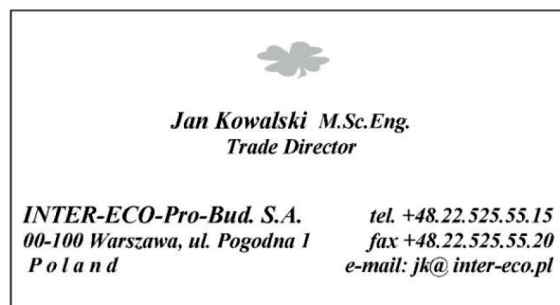 Jan Kowalski M.Sc.Eng.
Trade Director
INTER-ECO-Pro-Bud. S.A.
00-100 Warszawa, ul. Pogodna 1
P o l a n d
tel. +48.22.525.55.15
fax +48.22.525.55.20
e-mail: jk@ inter-eco.pl